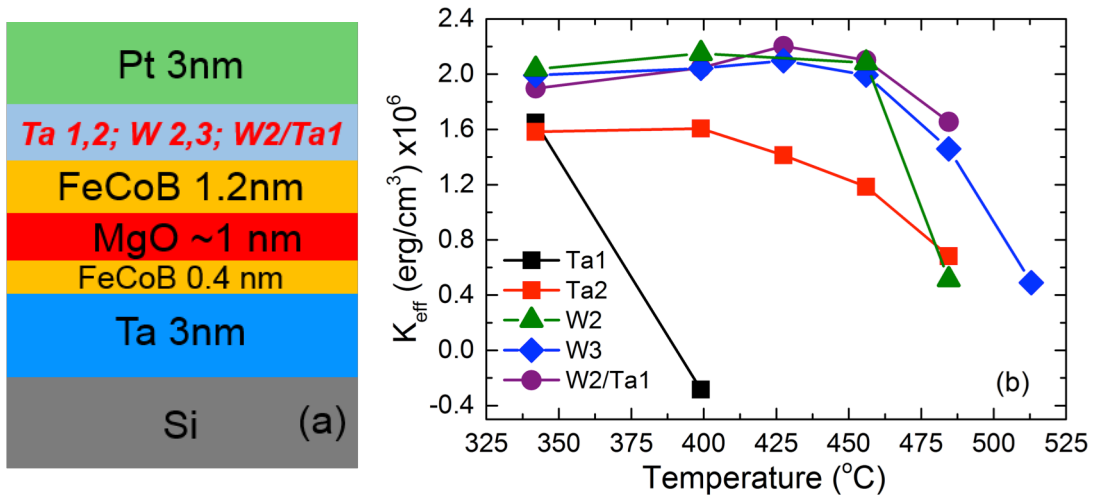 Pt 3nm
Ta 1,2; W 2,3; W2/Ta1
FeCoB 1.2nm
MgO ~1 nm
FeCoB 0.4 nm
Ta 3nm
Si
(a)
K_eff (erg/cm³) x10⁶
2.4
2.0
1.6
1.2
0.8
0.4
0.0
-0.4
Ta1
Ta2
W2
W3
W2/Ta1
(b)
325 350 375 400 425 450 475 500 525
Temperature (°C)